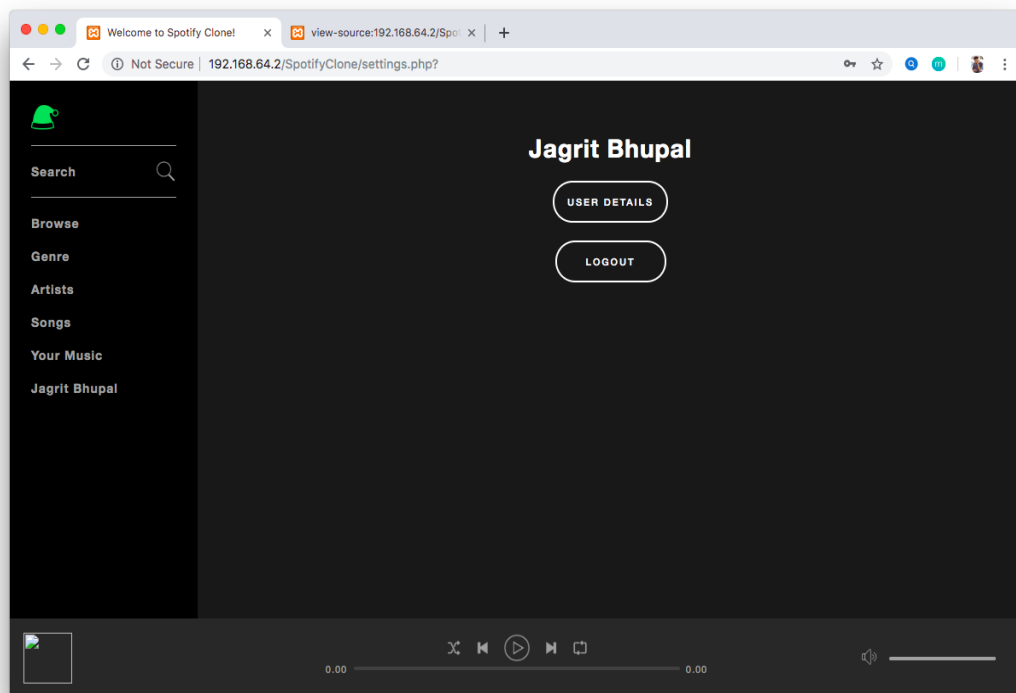 Welcome to Spotify Clone!
view-source:192.168.64.2/Spo
Not Secure | 192.168.64.2/SpotifyClone/settings.php?
Search
Browse
Genre
Artists
Songs
Your Music
Jagrit Bhupal
Jagrit Bhupal
USER DETAILS
LOGOUT
0.00
0.00